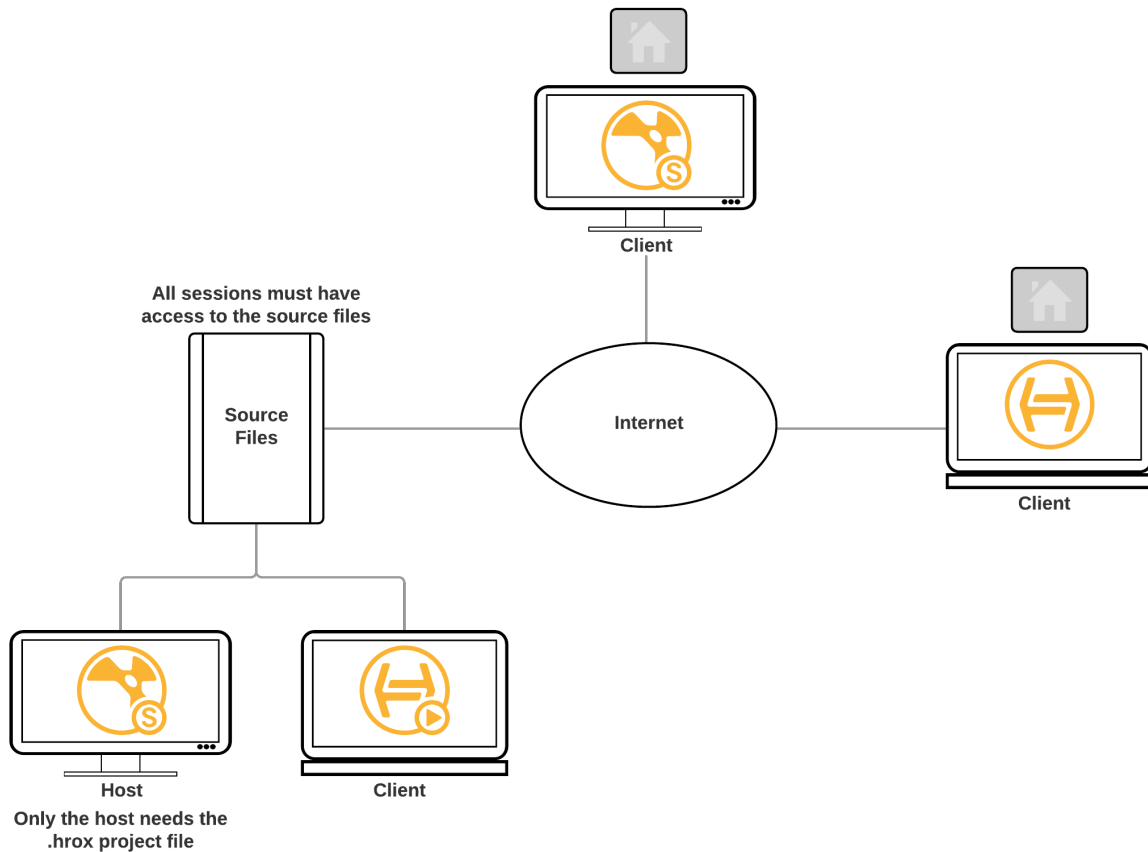 S
Client
All sessions must have
access to the source files
Source
Files
Internet
Client
S
Host
Client
Only the host needs the
.hrox project file